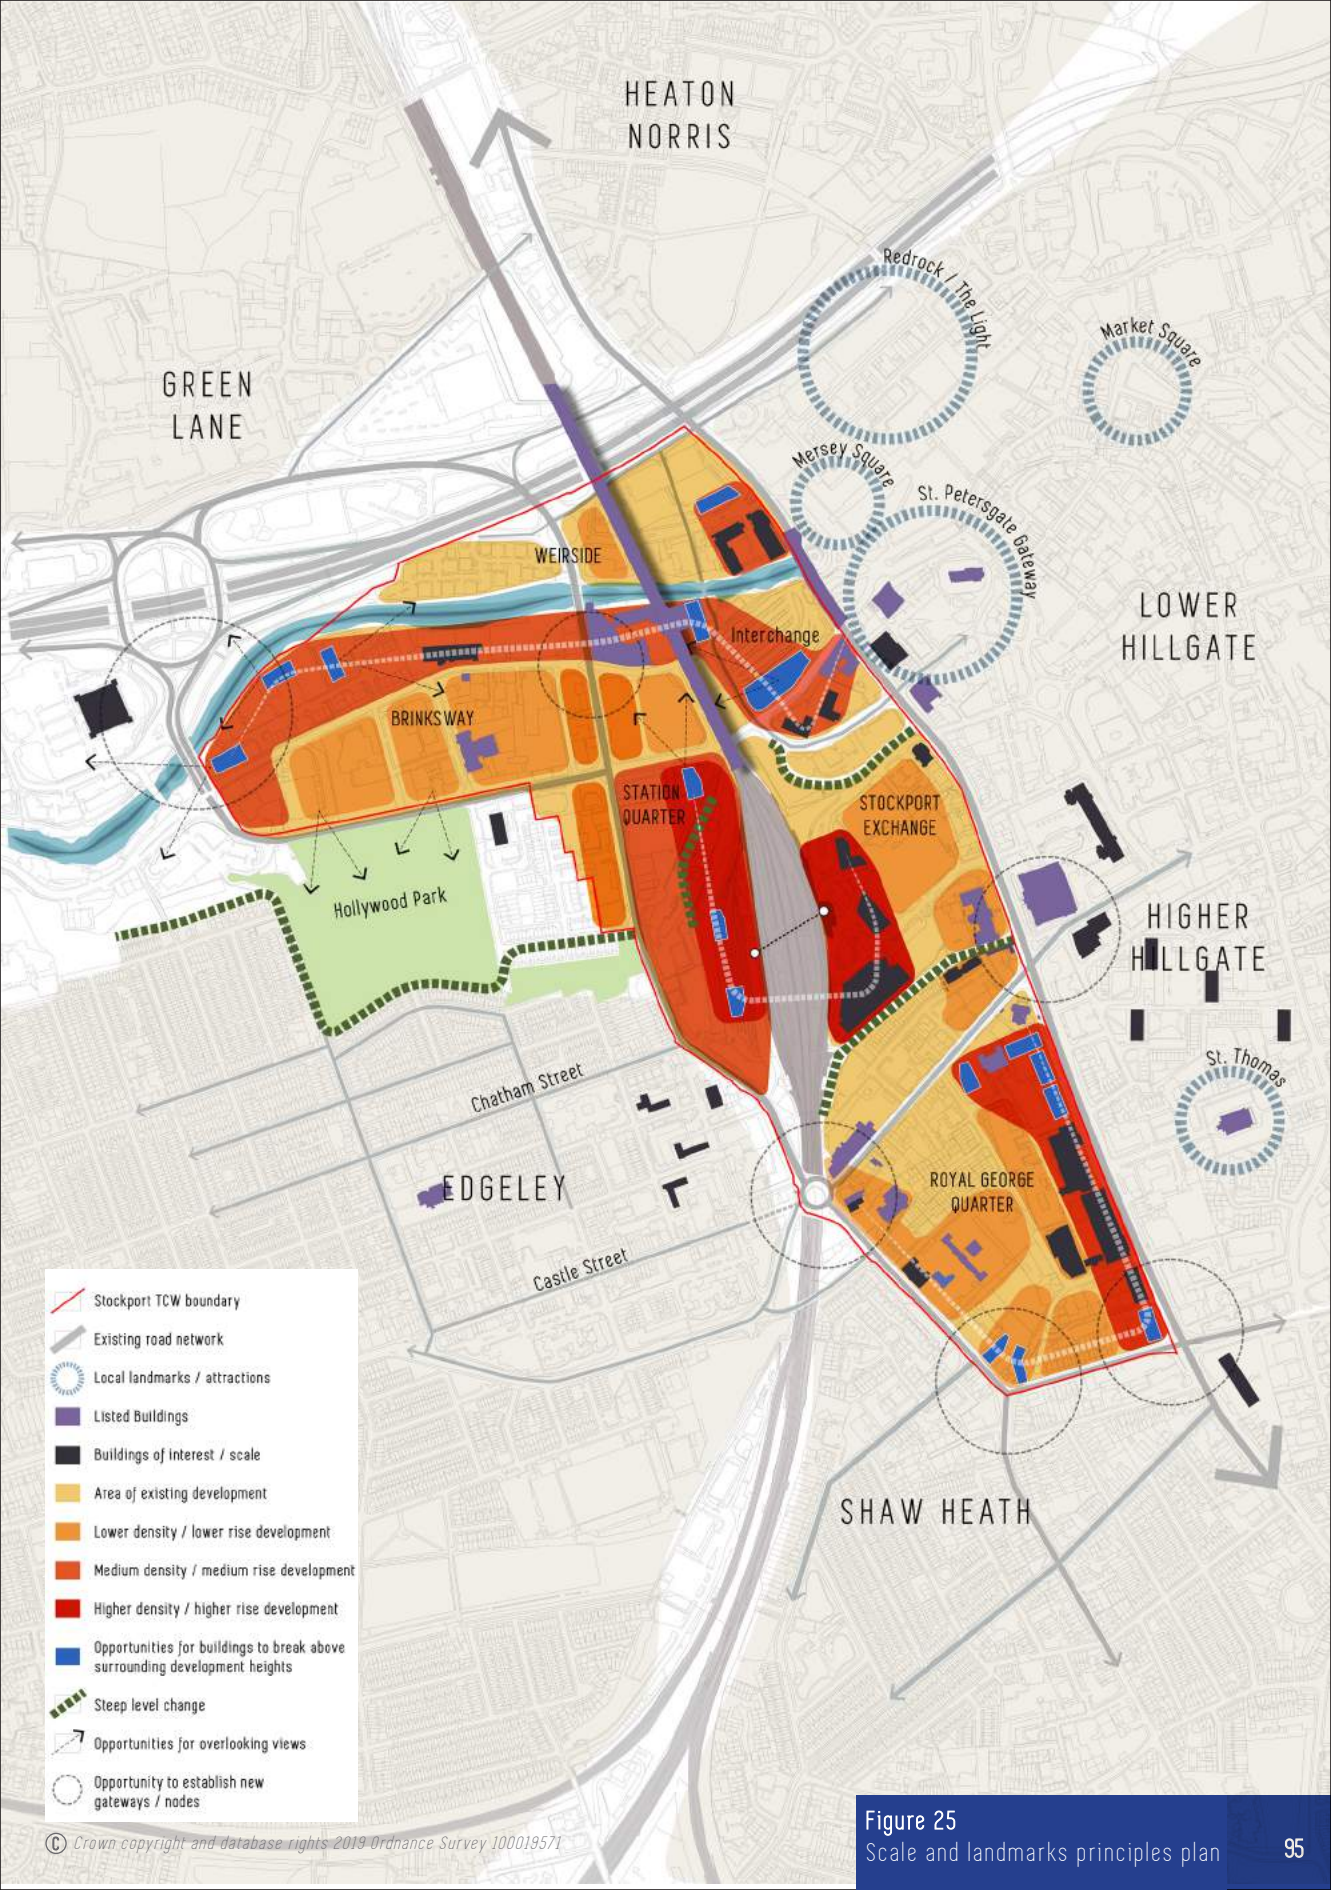 HEATON
NORRIS
Redrock / The Light
Market Square
GREEN
LANE
Mersey Square
St. Petersgate Gateway
WEIRSIDE
LOWER
HILLGATE
Interchange
BRINKSWAY
STATION
QUARTER
STOCKPORT
EXCHANGE
Hollywood Park
HIGHER
HILLGATE
St. Thomas
Chatham Street
EDGELEY
ROYAL GEORGE
QUARTER
Castle Street
SHAW HEATH
Stockport TCW boundary
Existing road network
Local landmarks / attractions
Listed Buildings
Buildings of interest / scale
Area of existing development
Lower density / lower rise development
Medium density / medium rise development
Higher density / higher rise development
Opportunities for buildings to break above
surrounding development heights
Steep level change
Opportunities for overlooking views
Opportunity to establish new
gateways / nodes
© Crown copyright and database rights 2019 Ordnance Survey 100019571
Figure 25
Scale and landmarks principles plan
95